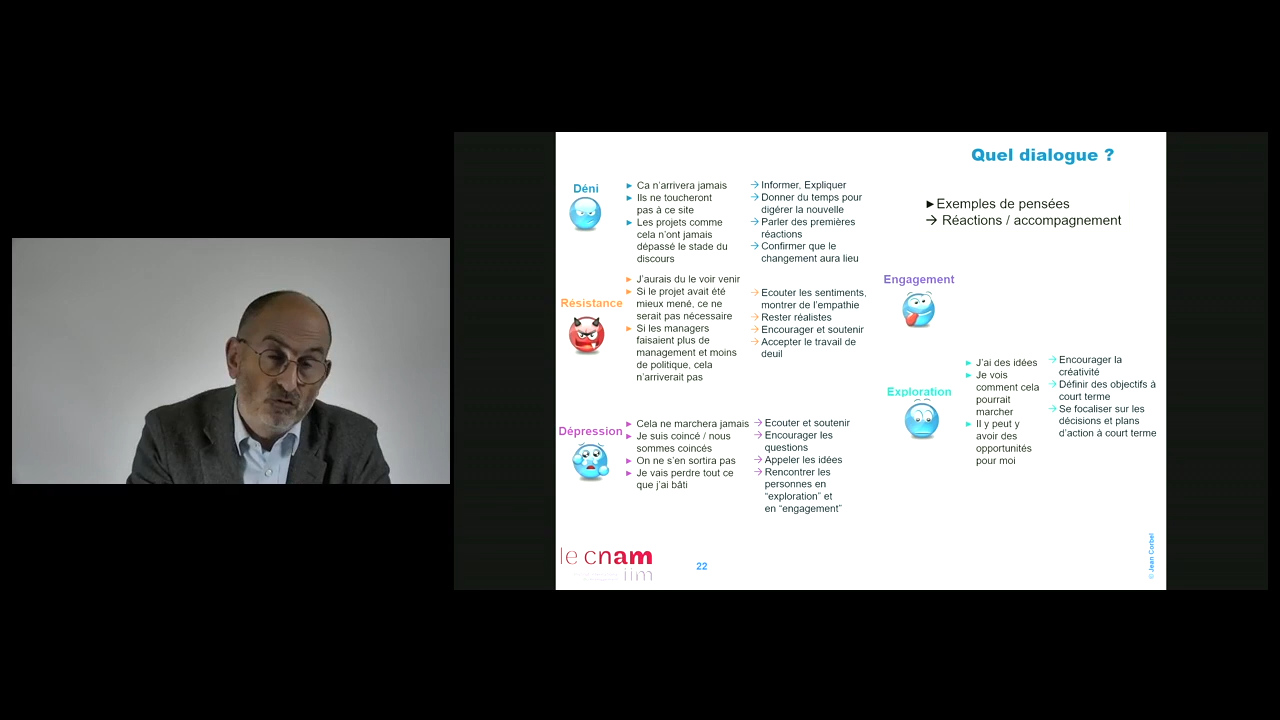 Quel dialogue ?
►Exemples de pensées
→ Réactions / accompagnement
Déni
► Ca n'arrivera jamais
► Ils ne toucheront
pas à ce site
► Les projets comme
cela n'ont jamais
dépassé le stade du
discours
→ Informer, Expliquer
→ Donner du temps pour
digérer la nouvelle
→ Parler des premières
réactions
→ Confirmer que le
changement aura lieu
Résistance
► J'aurais du le voir venir
► Si le projet avait été
mieux mené, ce ne
serait pas nécessaire
► Si les managers
faisaient plus de
management et moins
de politique, cela
n'arriverait pas
→ Ecouter les sentiments,
montrer de l'empathie
→ Rester réalistes
→ Encourager et soutenir
→ Accepter le travail de
deuil
Dépression
► Cela ne marchera jamais
► Je suis coincé / nous
sommes coincés
► On ne s'en sortira pas
► Je vais perdre tout ce
que j'ai bâti
→ Ecouter et soutenir
→ Encourager les
questions
→ Appeler les idées
→ Rencontrer les
personnes en
"exploration" et
en "engagement"
Engagement
Exploration
► J'ai des idées
► Je vois
comment cela
pourrait
marcher
► Il y peut y
avoir des
opportunités
pour moi
→ Encourager la
créativité
→ Définir des objectifs à
court terme
→ Se focaliser sur les
décisions et plans
d'action à court terme
le cnam
iim
22
© Jean Corbel